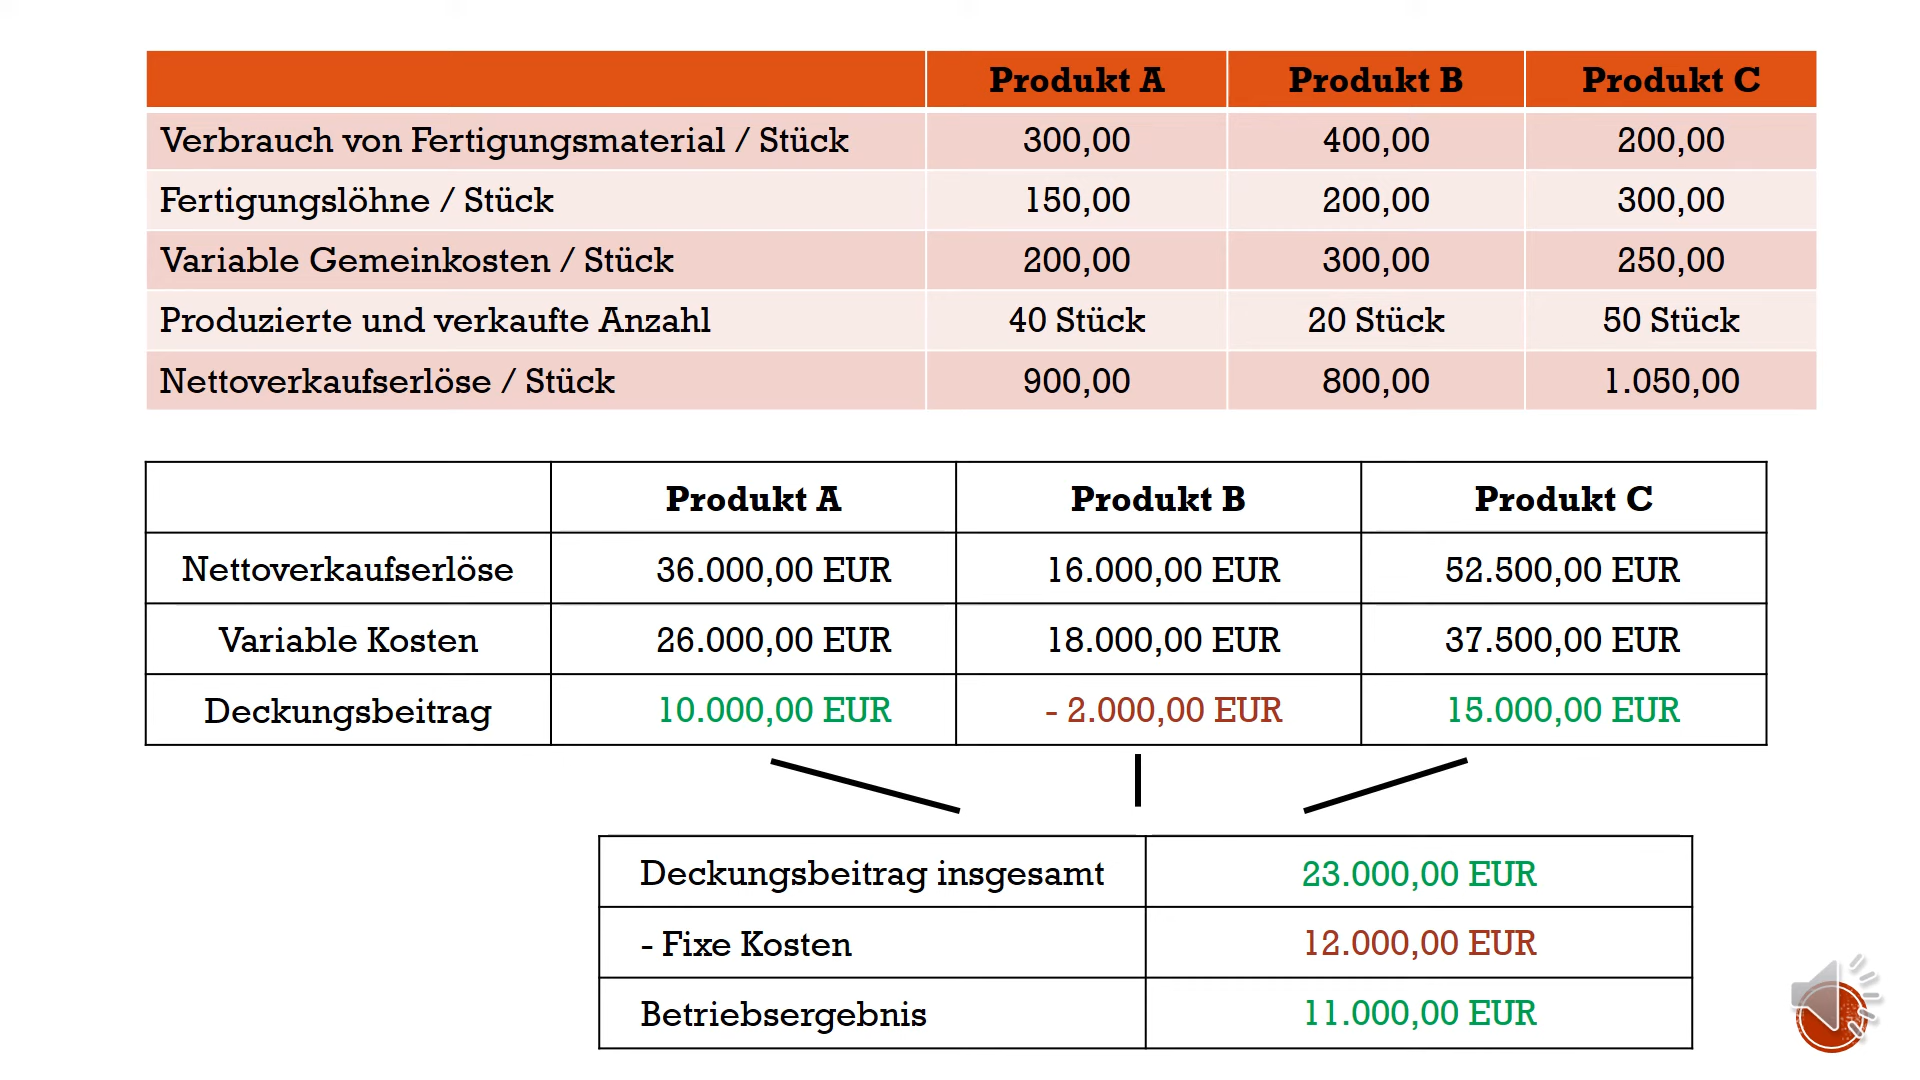 Produkt A Produkt B Produkt C
Verbrauch von Fertigungsmaterial / Stück 300,00 400,00 200,00
Fertigungslöhne / Stück 150,00 200,00 300,00
Variable Gemeinkosten / Stück 200,00 300,00 250,00
Produzierte und verkaufte Anzahl 40 Stück 20 Stück 50 Stück
Nettoverkaufserlöse / Stück 900,00 800,00 1.050,00
Produkt A Produkt B Produkt C
Nettoverkaufserlöse 36.000,00 EUR 16.000,00 EUR 52.500,00 EUR
Variable Kosten 26.000,00 EUR 18.000,00 EUR 37.500,00 EUR
Deckungsbeitrag 10.000,00 EUR - 2.000,00 EUR 15.000,00 EUR
Deckungsbeitrag insgesamt 23.000,00 EUR
- Fixe Kosten 12.000,00 EUR
Betriebsergebnis 11.000,00 EUR